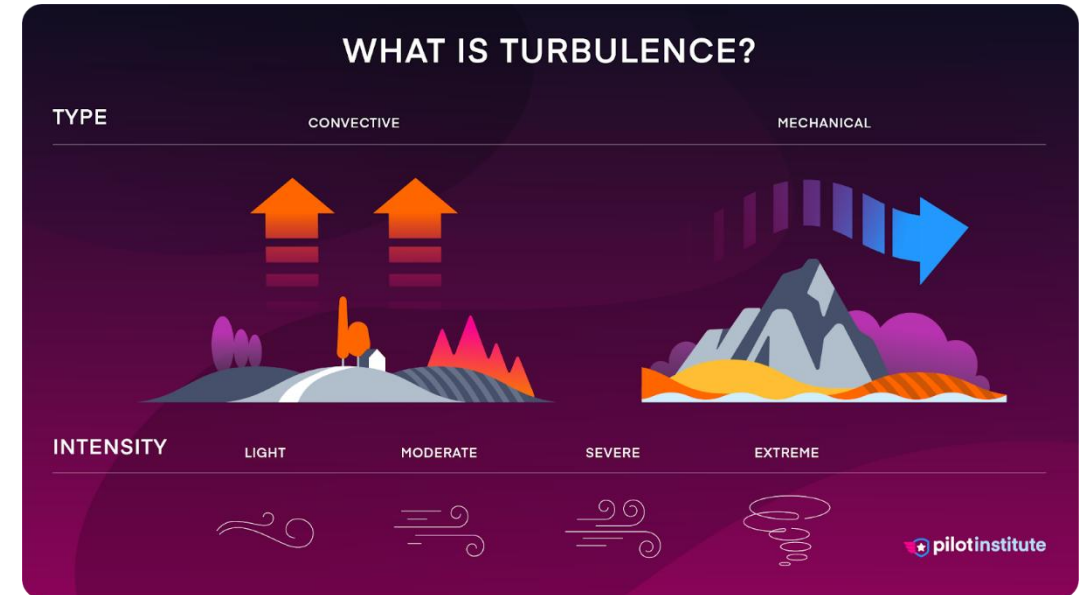 WHAT IS TURBULENCE?
TYPE
CONVECTIVE
MECHANICAL
INTENSITY
LIGHT
MODERATE
SEVERE
EXTREME
pilotinstitute